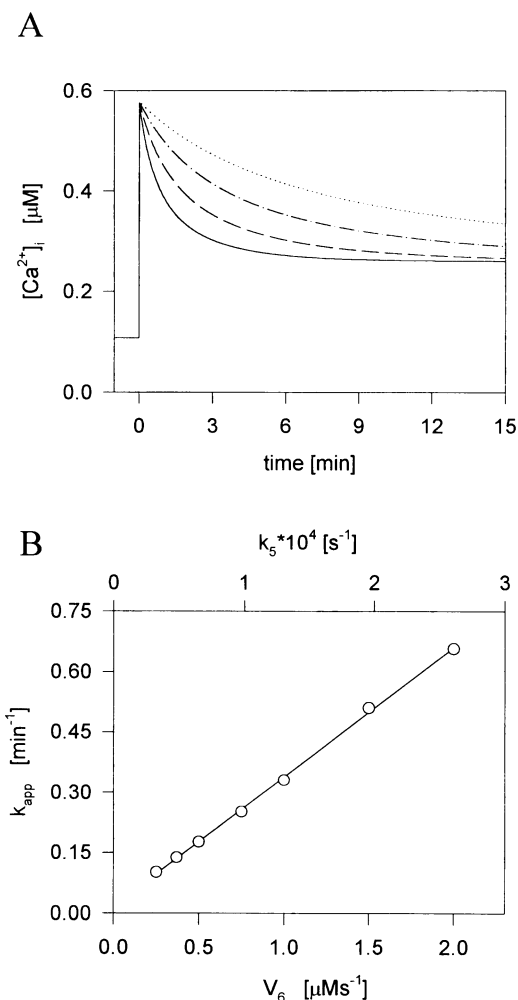 A
0.6
0.4
0.2
0.0
[Ca²⁺]ᵢ [µM]
0 3 6 9 12 15
time [min]
B
k₅*10⁴ [s⁻¹]
0 1 2 3
0.75
0.60
0.45
0.30
0.15
0.00
kₐₚₚ [min⁻¹]
0.0 0.5 1.0 1.5 2.0
V₆ [µMs⁻¹]